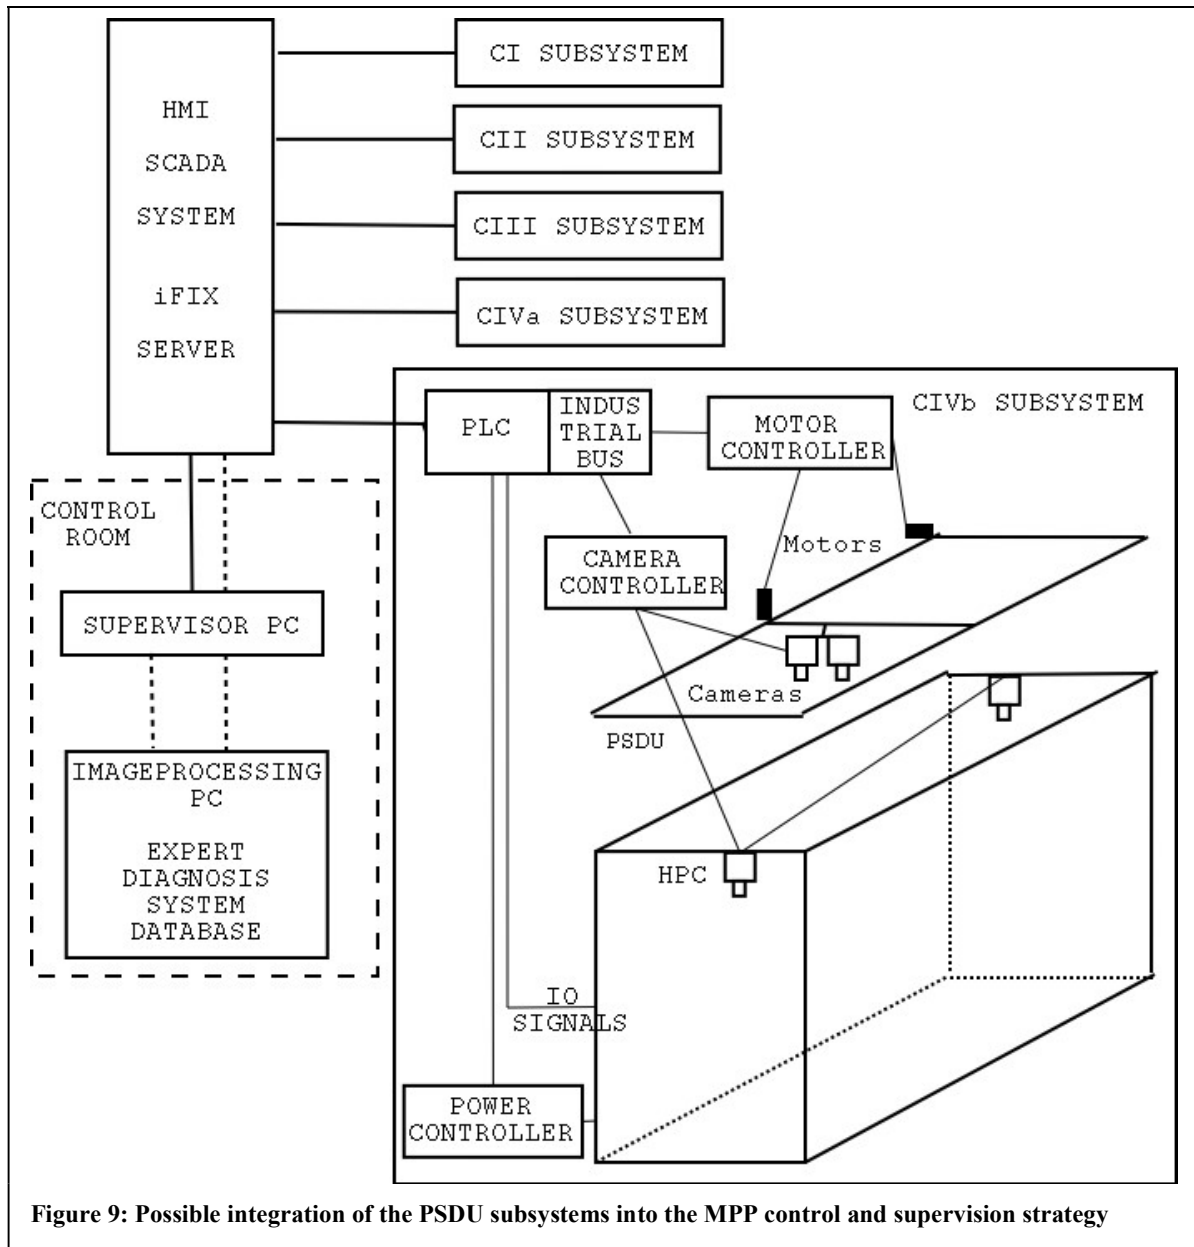 HMI
SCADA
SYSTEM
iFIX
SERVER
CI SUBSYSTEM
CII SUBSYSTEM
CIII SUBSYSTEM
CIVa SUBSYSTEM
CIVb SUBSYSTEM
PLC
INDUS
TRIAL
BUS
MOTOR
CONTROLLER
CONTROL
ROOM
CAMERA
CONTROLLER
Motors
SUPERVISOR PC
Cameras
PSDU
IMAGEPROCESSING
PC
EXPERT
DIAGNOSIS
SYSTEM
DATABASE
HPC
IO
SIGNALS
POWER
CONTROLLER
Figure 9: Possible integration of the PSDU subsystems into the MPP control and supervision strategy